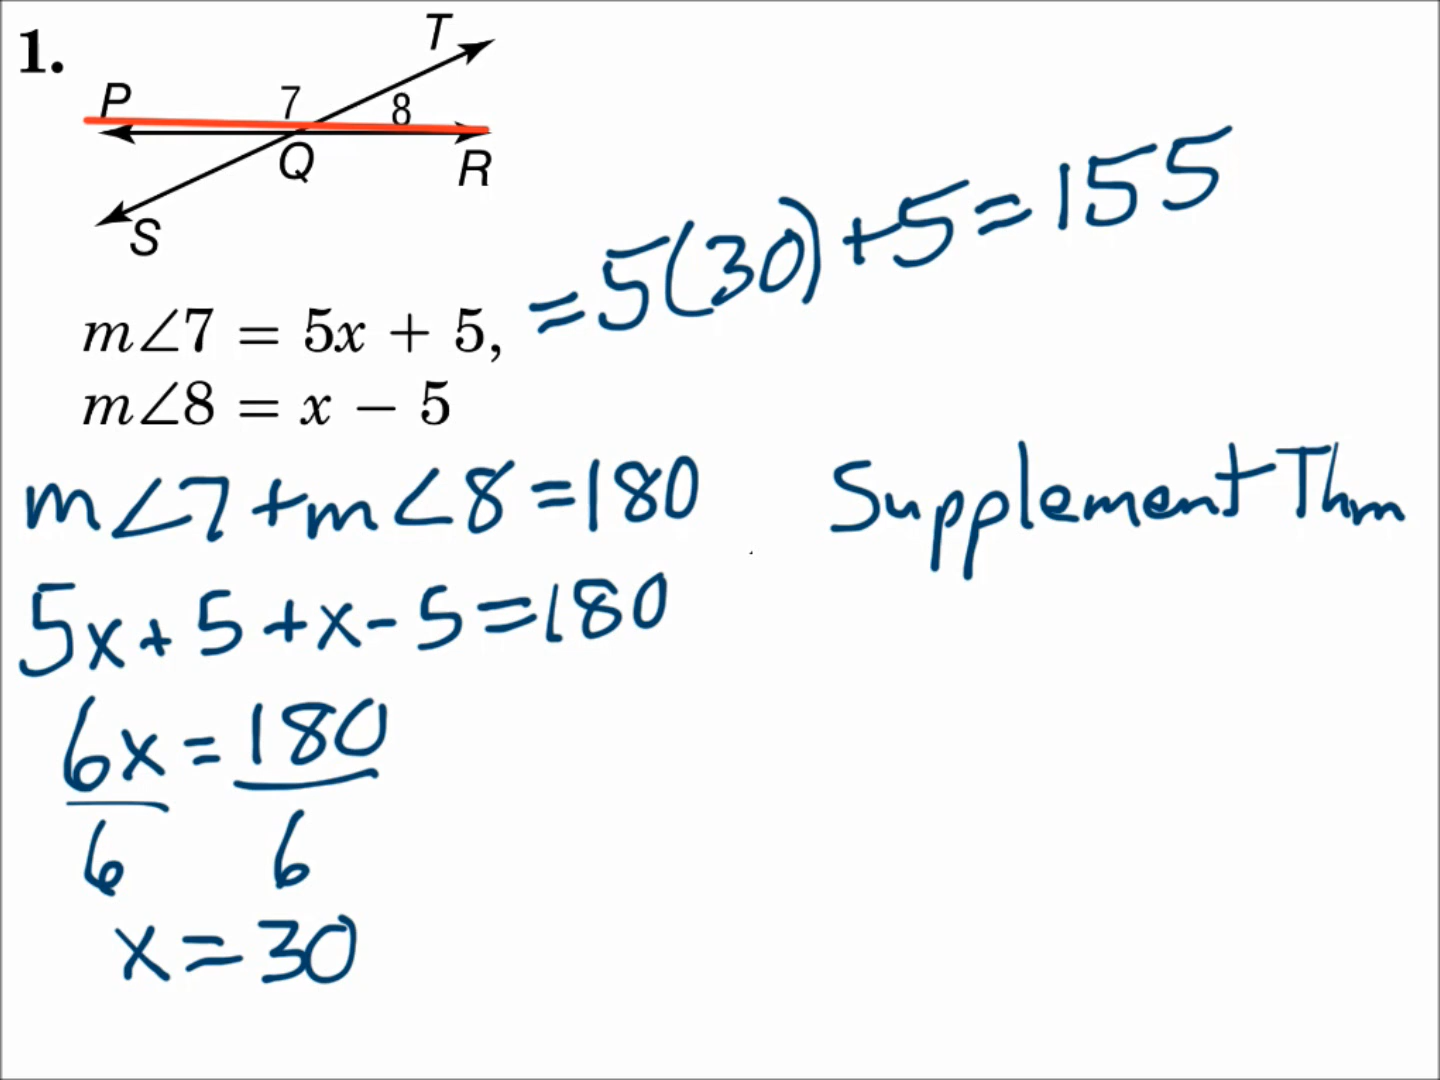 1.
T
P
7
8
Q
R
S
m∠7 = 5x + 5, = 5(30) + 5 = 155
m∠8 = x − 5
m∠7 + m∠8 = 180 Supplement Thm
5x + 5 + x - 5 = 180
6x = 180
6 6
x = 30